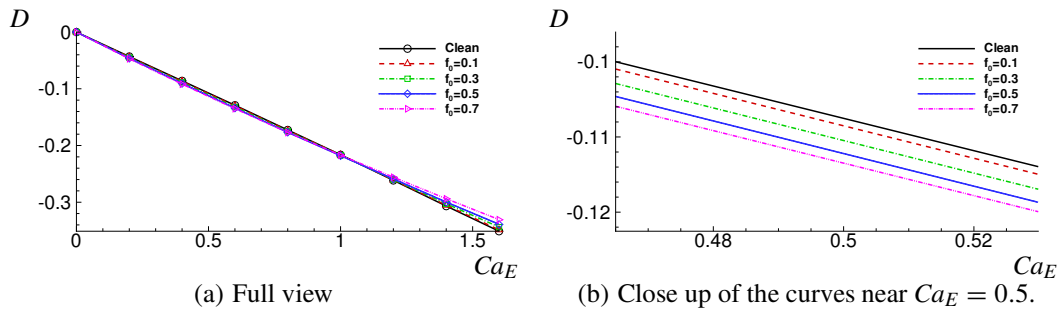 D
0
-0.1
-0.2
-0.3
0
0.5
1
1.5
Ca_E
Clean
f₀=0.1
f₀=0.3
f₀=0.5
f₀=0.7
(a) Full view
D
-0.1
-0.11
-0.12
0.48
0.5
0.52
Ca_E
Clean
f₀=0.1
f₀=0.3
f₀=0.5
f₀=0.7
(b) Close up of the curves near Ca_E = 0.5.